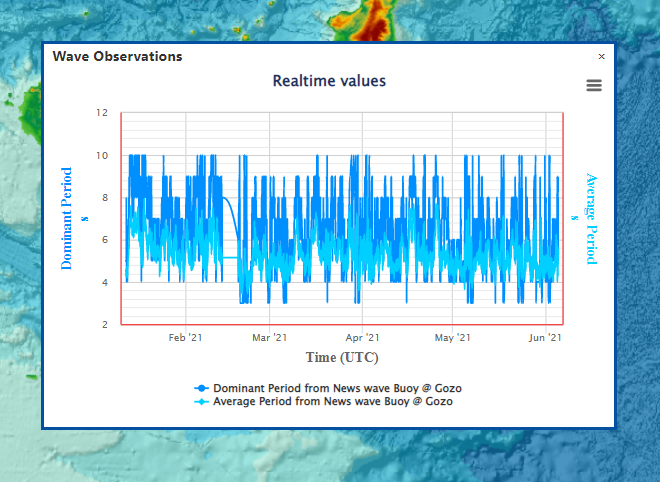 Wave Observations
×
Realtime values
12
10
8
6
4
2
Dominant Period
s
Average Period
s
Feb '21
Mar '21
Apr '21
May '21
Jun '21
Time (UTC)
Dominant Period from News wave Buoy @ Gozo
Average Period from News wave Buoy @ Gozo